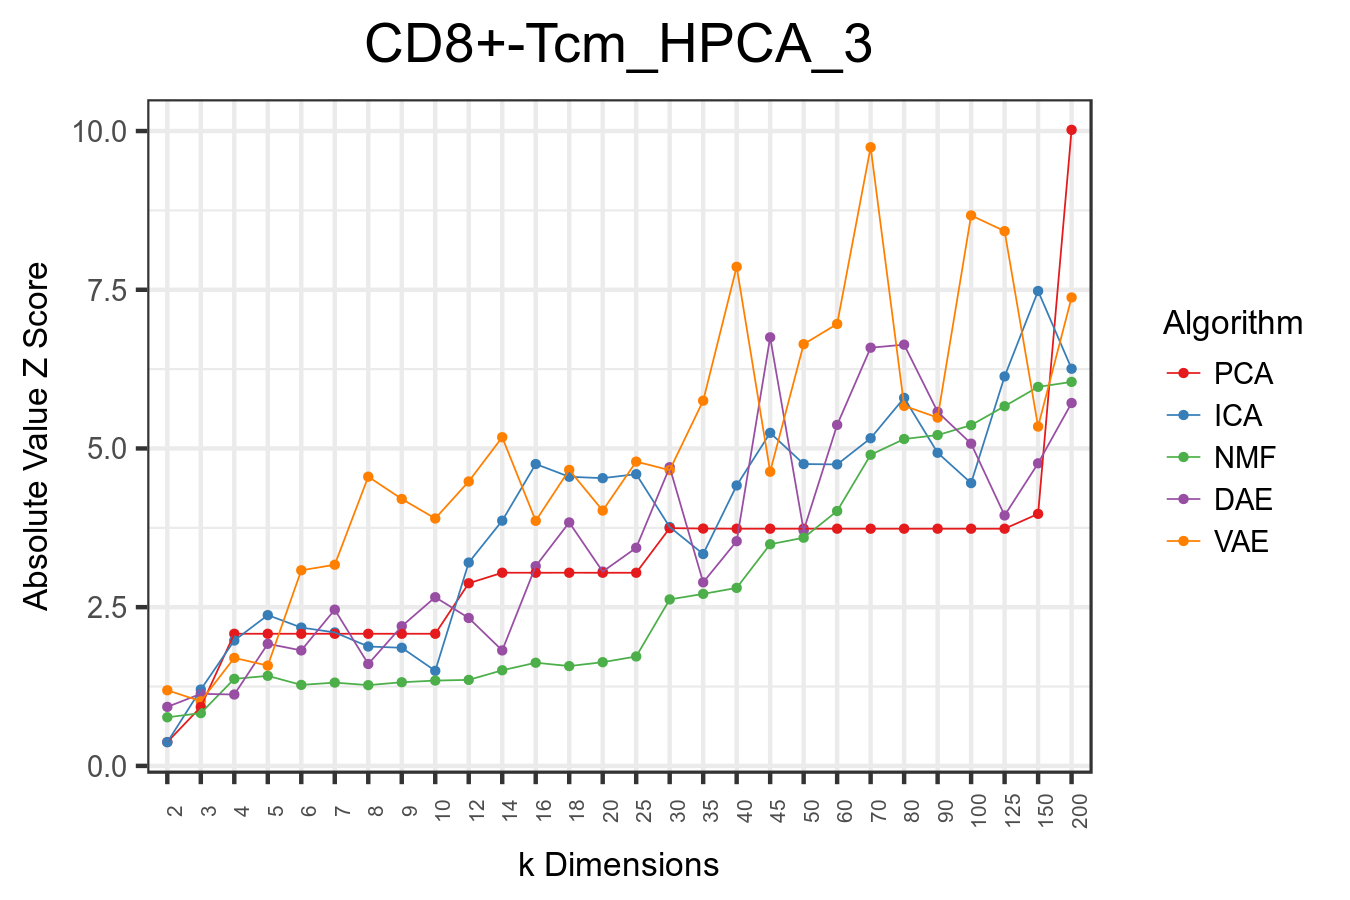 CD8+-Tcm_HPCA_3
Absolute Value Z Score
10.0
7.5
5.0
2.5
0.0
2 3 4 5 6 7 8 9 10 12 14 16 18 20 25 30 35 40 45 50 60 70 80 90 100 125 150 200
k Dimensions
Algorithm
PCA
ICA
NMF
DAE
VAE